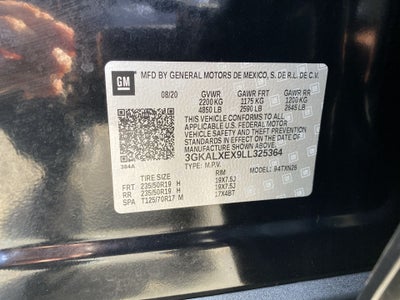 GM
MFD BY GENERAL MOTORS DE MEXICO, S. DE R.L. DE C.V.
08/20 GVWR GAWR FRT GAWR RR
2200 KG 1175 KG 1200 KG
4850 LB 2590 LB 2645 LB
THIS VEHICLE CONFORMS TO ALL
APPLICABLE U.S. FEDERAL MOTOR
VEHICLE SAFETY AND THEFT PREVENTION
STANDARDS IN EFFECT ON THE DATE OF
MANUFACTURE SHOWN ABOVE.
3GKALXEX9LL325364
TYPE: M.P.V. MODEL: 94TXN26
384A
TIRE SIZE RIM
FRT 235/50R19 H 19X7.5J
RR 235/50R19 H 19X7.5J
SPA T125/70R17 M 17X4BT